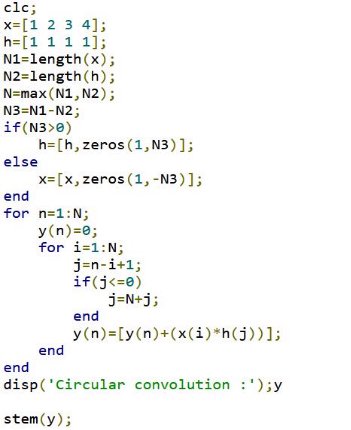 clc;
x=[1 2 3 4];
h=[1 1 1 1];
N1=length(x);
N2=length(h);
N=max(N1,N2);
N3=N1-N2;
if(N3>0)
    h=[h,zeros(1,N3)];
else
    x=[x,zeros(1,-N3)];
end
for n=1:N;
    y(n)=0;
    for i=1:N;
        j=n-i+1;
        if(j<=0)
            j=N+j;
        end
        y(n)=[y(n)+(x(i)*h(j))];
    end
end
disp('Circular convolution :');y
stem(y);